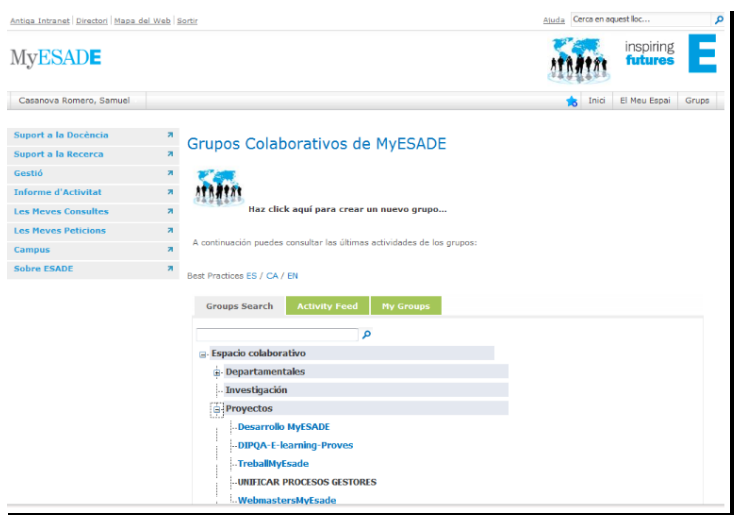 Antiga Intranet | Directori | Mapa del Web | Sortir
Ajuda Cerca en aquest lloc...
MyESADE
inspiring
futures
E
Casanova Romero, Samuel
Inici El Meu Espai Grups
Suport a la Docència
Suport a la Recerca
Gestió
Informe d'Activitat
Les Meves Consultes
Les Meves Peticions
Campus
Sobre ESADE
Grupos Colaborativos de MyESADE
Haz click aquí para crear un nuevo grupo...
A continuación puedes consultar las últimas actividades de los grupos:
Best Practices ES / CA / EN
Groups Search Activity Feed My Groups
Espacio colaborativo
Departamentales
Investigación
Proyectos
Desarrollo MyESADE
DIPQA-E-learning-Proves
TreballMyEsade
UNIFICAR PROCESOS GESTORES
WebmastersMyEsade